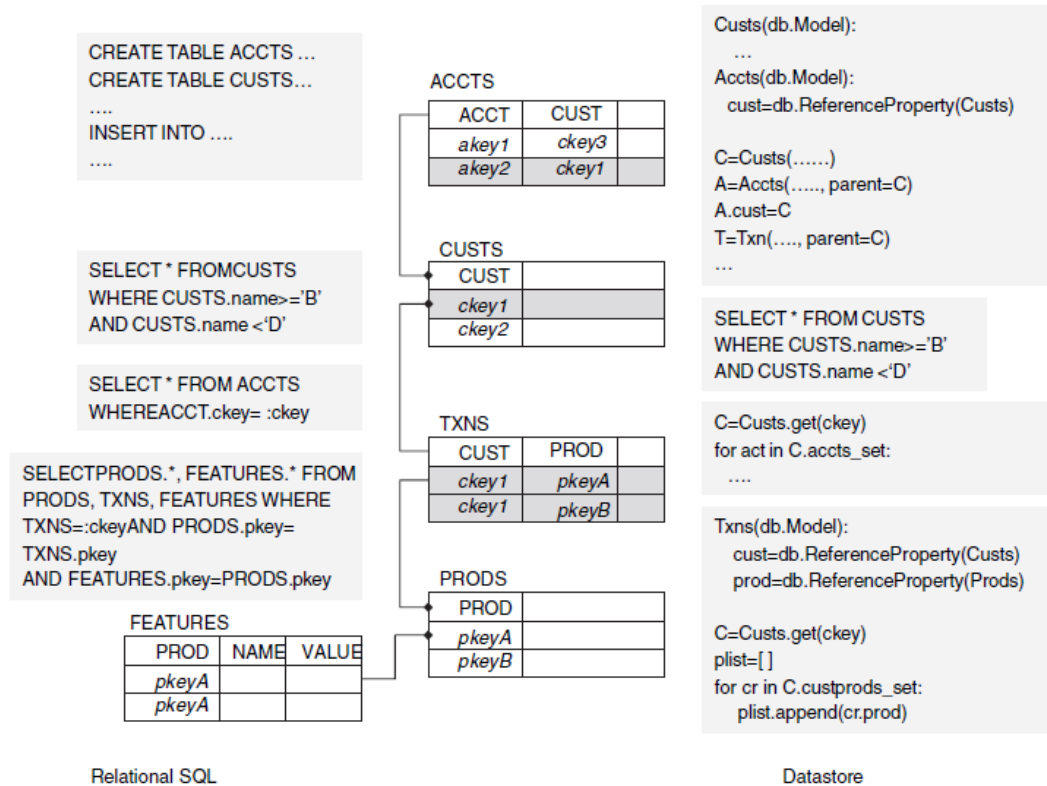 CREATE TABLE ACCTS ...
CREATE TABLE CUSTS...
....
INSERT INTO ....
....
SELECT * FROMCUSTS
WHERE CUSTS.name>='B'
AND CUSTS.name <'D'
SELECT * FROM ACCTS
WHEREACCT.ckey= :ckey
SELECTPRODS.*, FEATURES.* FROM
PRODS, TXNS, FEATURES WHERE
TXNS=:ckeyAND PRODS.pkey=
TXNS.pkey
AND FEATURES.pkey=PRODS.pkey
FEATURES
PROD NAME VALUE
pkeyA
pkeyA
ACCTS
ACCT CUST
akey1 ckey3
akey2 ckey1
CUSTS
CUST
ckey1
ckey2
TXNS
CUST PROD
ckey1 pkeyA
ckey1 pkeyB
PRODS
PROD
pkeyA
pkeyB
Custs(db.Model):
...
Accts(db.Model):
cust=db.ReferenceProperty(Custs)
C=Custs(......)
A=Accts(....., parent=C)
A.cust=C
T=Txn(...., parent=C)
...
SELECT * FROM CUSTS
WHERE CUSTS.name>='B'
AND CUSTS.name <'D'
C=Custs.get(ckey)
for act in C.accts_set:
....
Txns(db.Model):
cust=db.ReferenceProperty(Custs)
prod=db.ReferenceProperty(Prods)
C=Custs.get(ckey)
plist=[ ]
for cr in C.custprods_set:
plist.append(cr.prod)
Relational SQL
Datastore